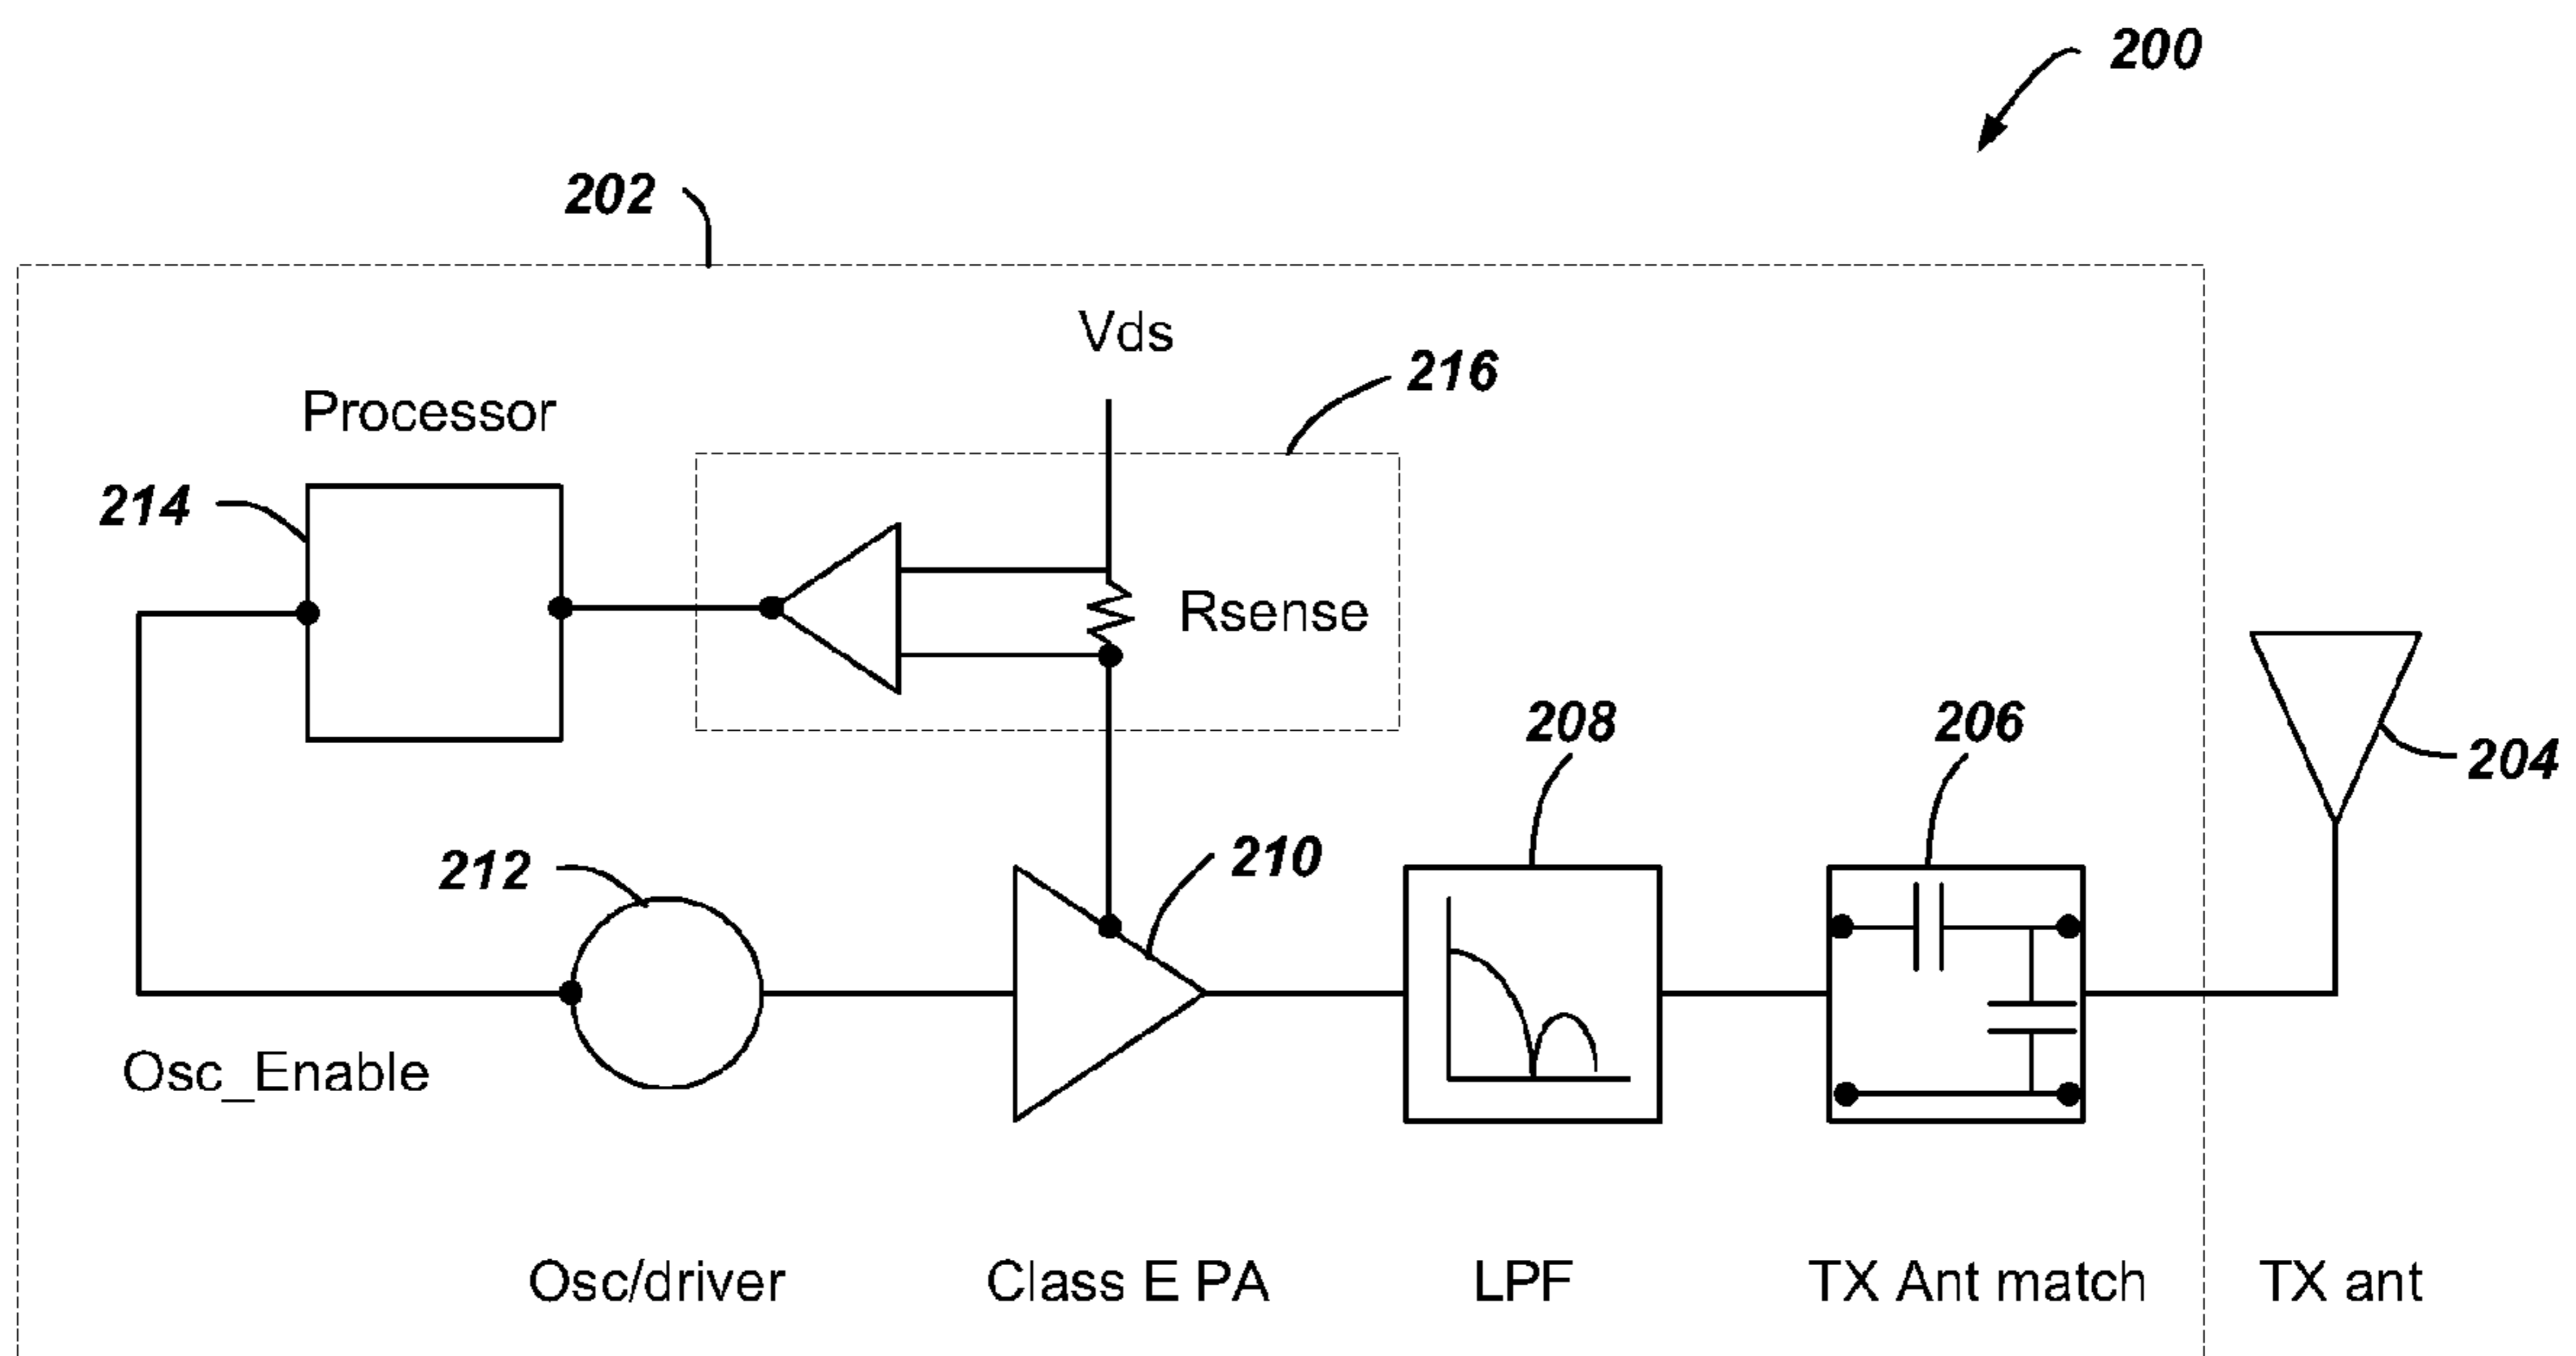 200
202
Vds
216
Processor
214
Rsense
208
206
204
210
212
Osc_Enable
Osc/driver
Class E PA
LPF
TX Ant match
TX ant